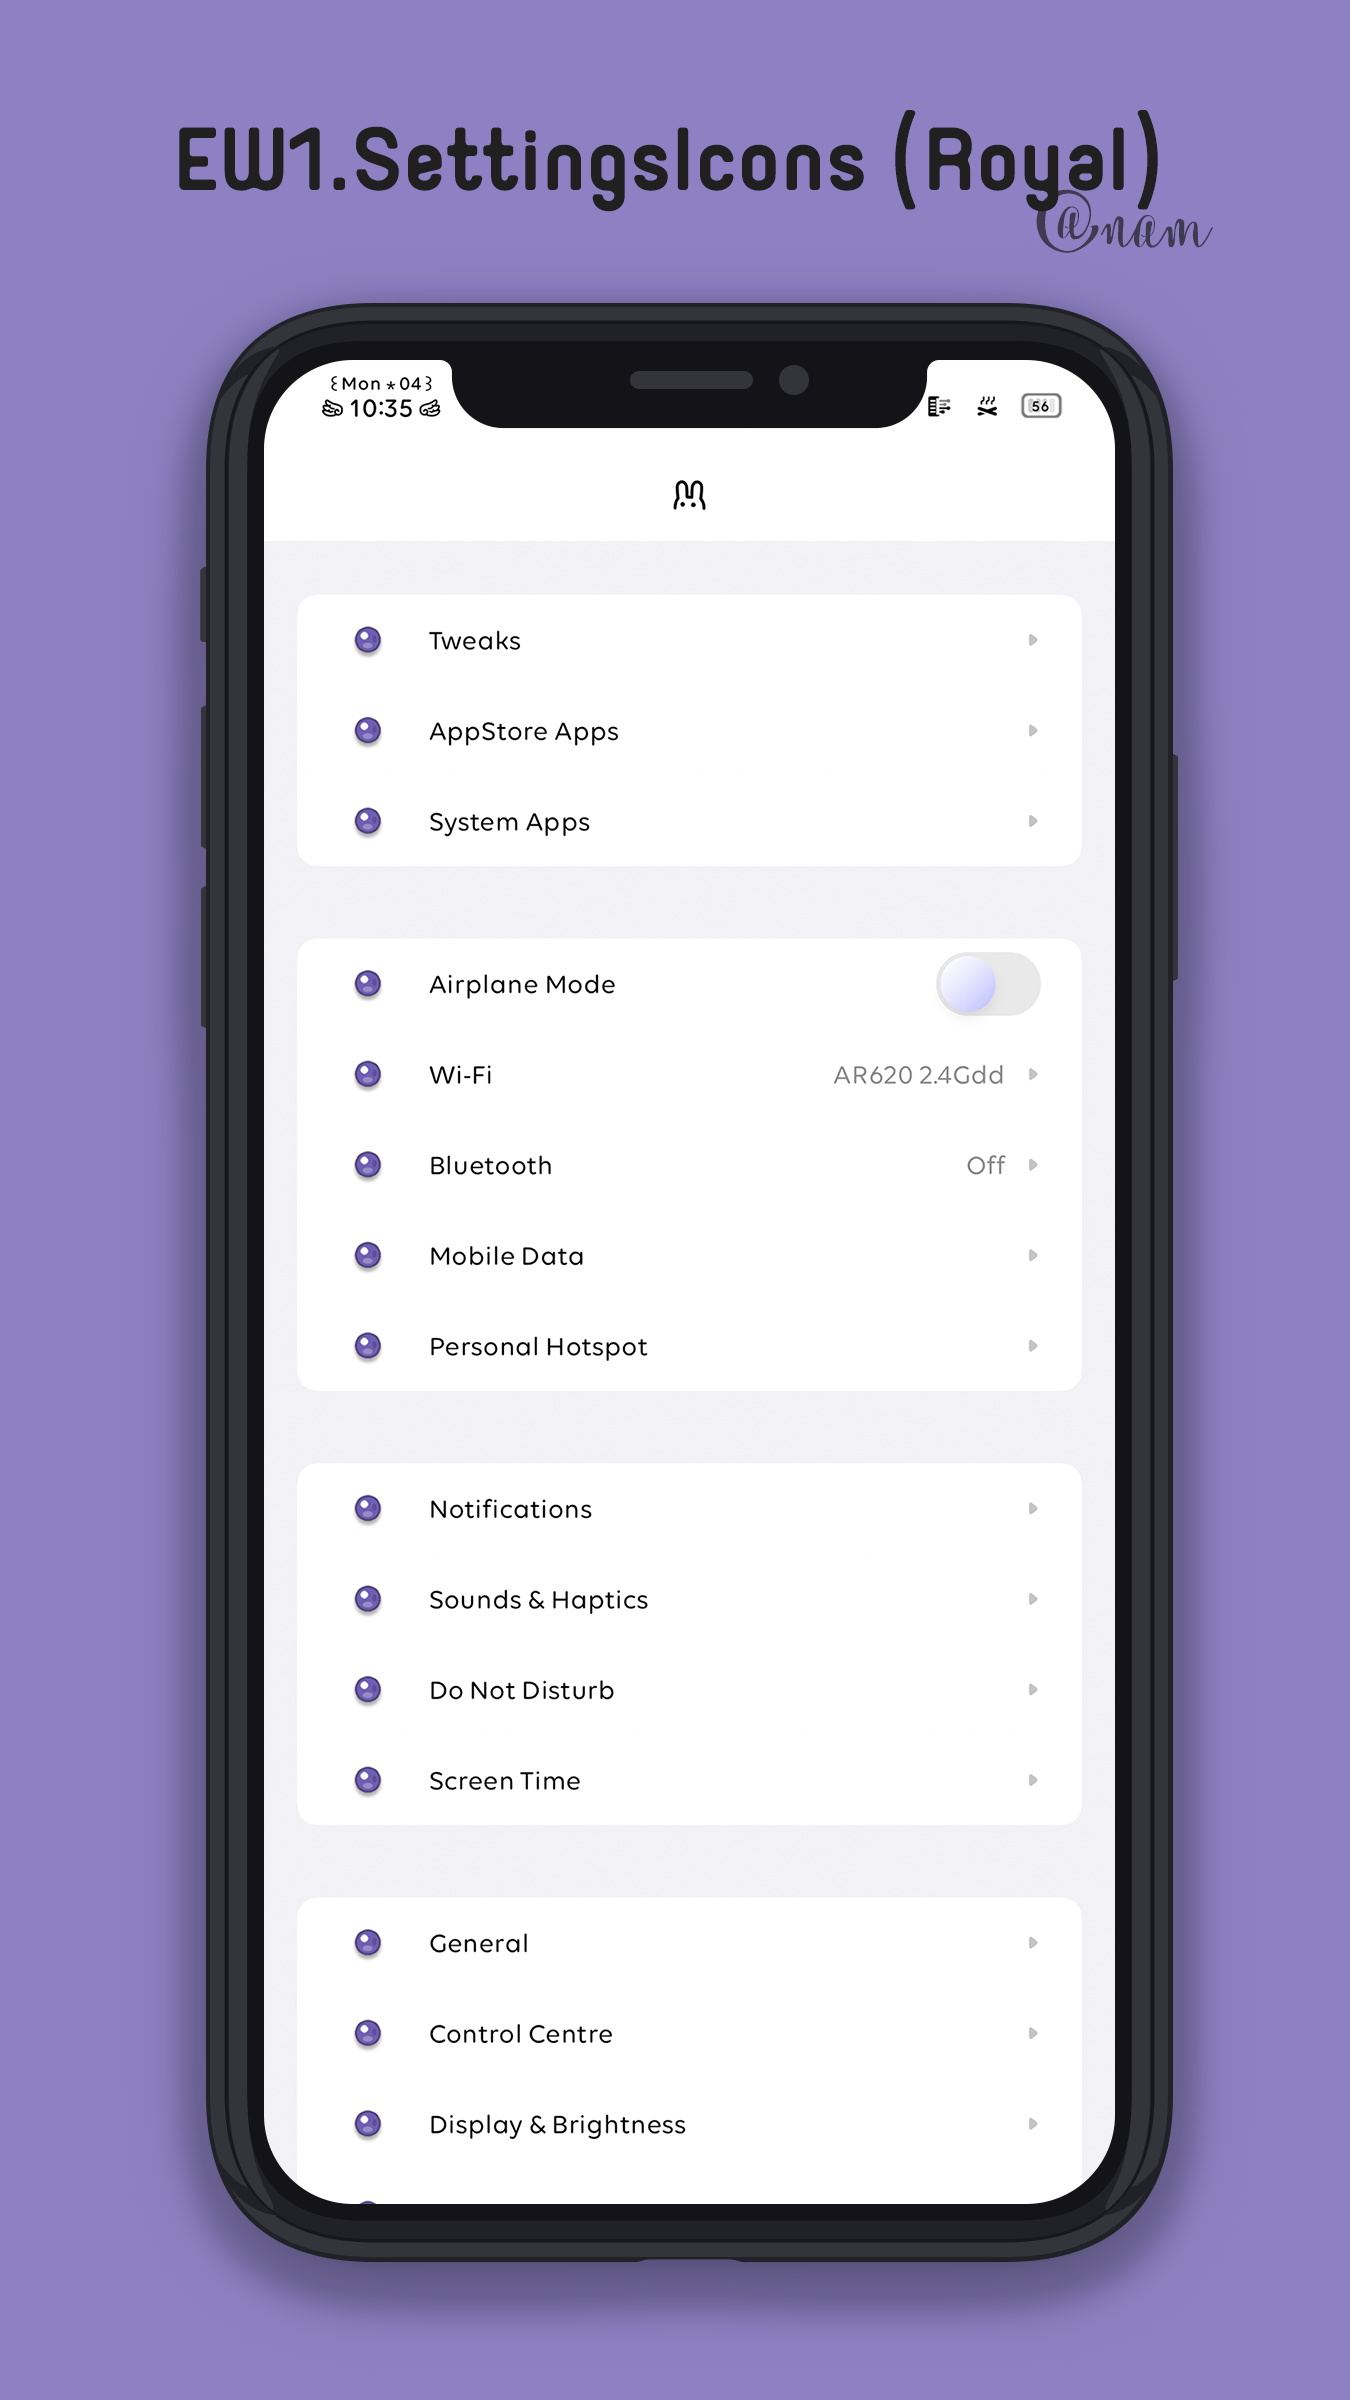 EW1.SettingsIcons (Royal)
@nam
Mon * 04
10:35
56
Tweaks
AppStore Apps
System Apps
Airplane Mode
Wi-Fi AR620 2.4Gdd
Bluetooth Off
Mobile Data
Personal Hotspot
Notifications
Sounds & Haptics
Do Not Disturb
Screen Time
General
Control Centre
Display & Brightness